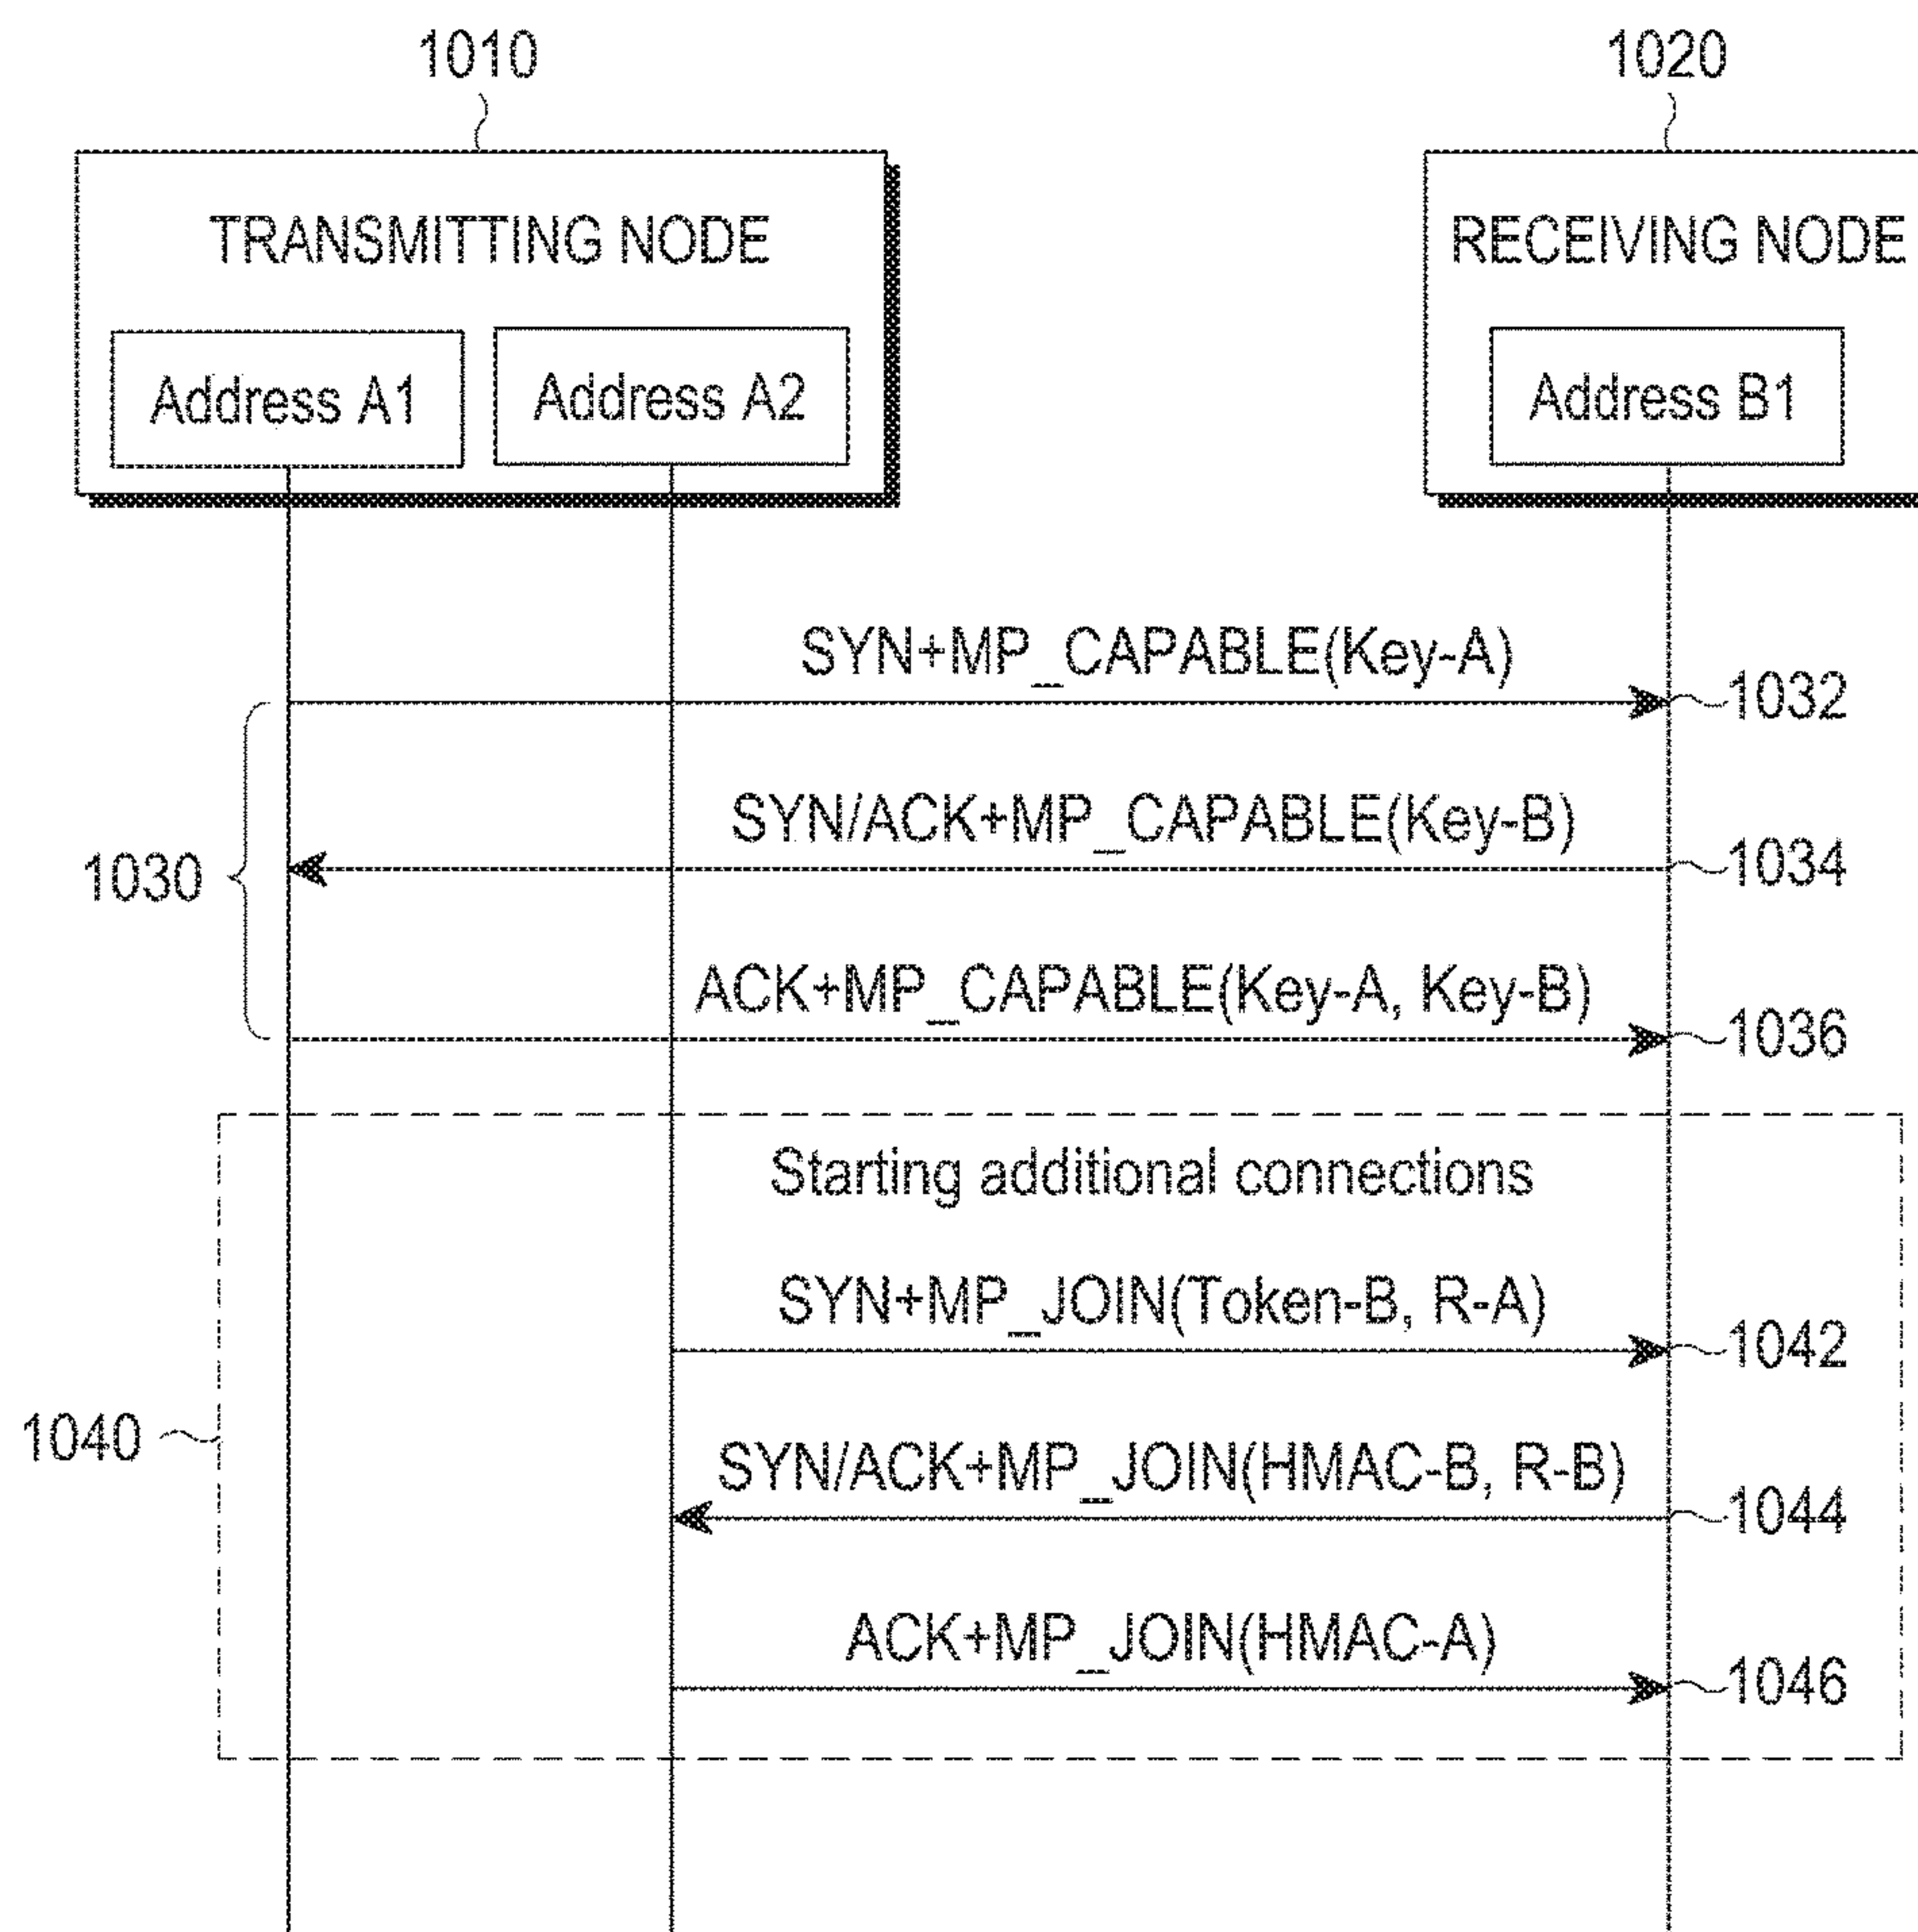 1010
1020
TRANSMITTING NODE
RECEIVING NODE
Address A1
Address A2
Address B1
SYN+MP_CAPABLE(Key-A)
1032
SYN/ACK+MP_CAPABLE(Key-B)
1034
1030
ACK+MP_CAPABLE(Key-A, Key-B)
1036
Starting additional connections
SYN+MP_JOIN(Token-B, R-A)
1042
1040
SYN/ACK+MP_JOIN(HMAC-B, R-B)
1044
ACK+MP_JOIN(HMAC-A)
1046